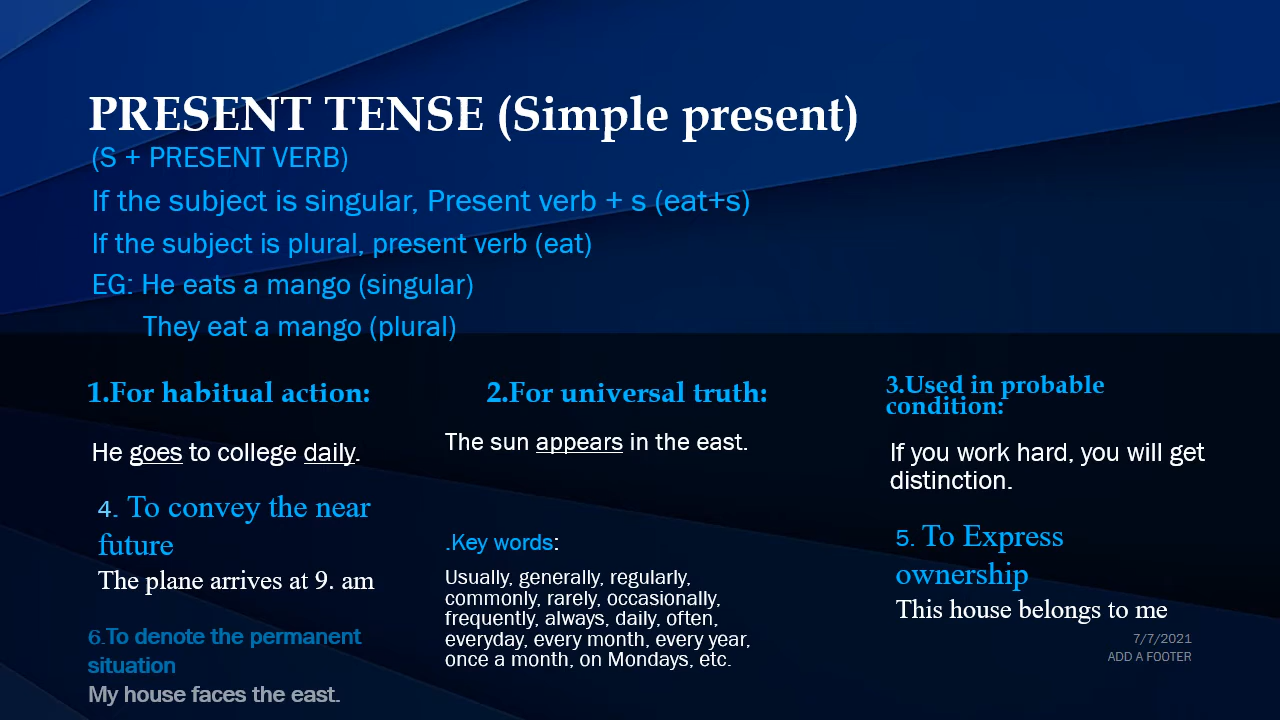 PRESENT TENSE (Simple present)
(S + PRESENT VERB)
If the subject is singular, Present verb + s (eat+s)
If the subject is plural, present verb (eat)
EG: He eats a mango (singular)
They eat a mango (plural)
1.For habitual action:
He goes to college daily.
2.For universal truth:
The sun appears in the east.
3.Used in probable
condition:
If you work hard, you will get
distinction.
4. To convey the near
future
The plane arrives at 9. am
.Key words:
Usually, generally, regularly,
commonly, rarely, occasionally,
frequently, always, daily, often,
everyday, every month, every year,
once a month, on Mondays, etc.
5. To Express
ownership
This house belongs to me
6.To denote the permanent
situation
My house faces the east.
7/7/2021
ADD A FOOTER